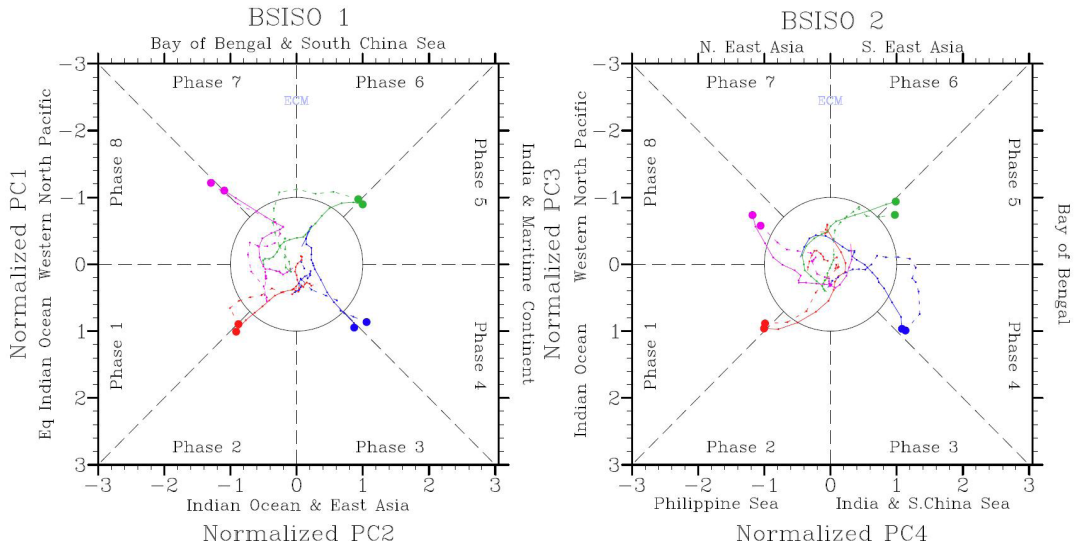 BSISO 1
Bay of Bengal & South China Sea
-3
Phase 7
Phase 6
ECM
-2
Phase 8
Phase 5
-1
0
1
Phase 1
Phase 4
2
Phase 2
Phase 3
3
-3
-2
-1
0
1
2
3
Indian Ocean & East Asia
Normalized PC2
Normalized PC1
Eq Indian Ocean
Western North Pacific
India & Maritime Continent
BSISO 2
N. East Asia
S. East Asia
-3
Phase 7
Phase 6
ECM
-2
Phase 8
Phase 5
-1
0
1
Phase 1
Phase 4
2
Phase 2
Phase 3
3
-3
-2
-1
0
1
2
3
Philippine Sea
India & S.China Sea
Normalized PC4
Normalized PC3
Indian Ocean
Western North Pacific
Bay of Bengal